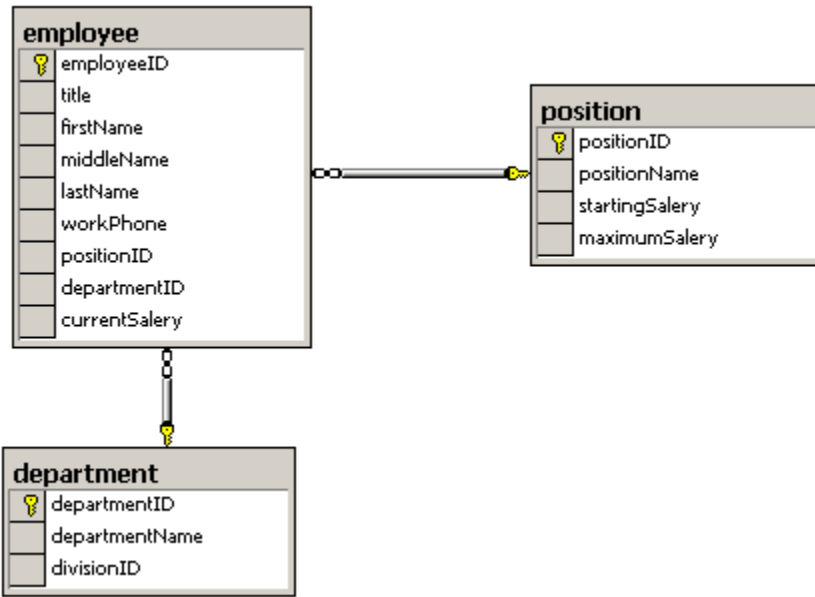 employee
employeeID
title
firstName
middleName
lastName
workPhone
positionID
departmentID
currentSalery
position
positionID
positionName
startingSalery
maximumSalery
department
departmentID
departmentName
divisionID